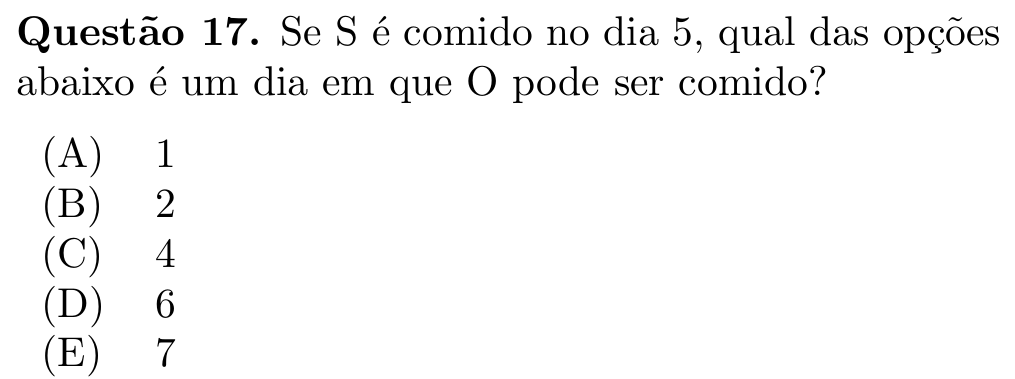 Questão 17. Se S é comido no dia 5, qual das opções
abaixo é um dia em que O pode ser comido?
(A) 1
(B) 2
(C) 4
(D) 6
(E) 7